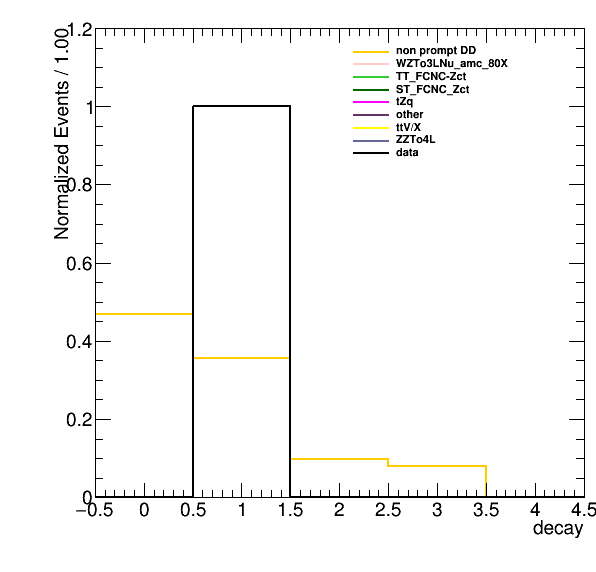 Normalized Events / 1.00
1.2
1
0.8
0.6
0.4
0.2
0
non prompt DD
WZTo3LNu_amc_80X
TT_FCNC-Zct
ST_FCNC_Zct
tZq
other
ttV/X
ZZTo4L
data
−0.5 0 0.5 1 1.5 2 2.5 3 3.5 4 4.5
decay